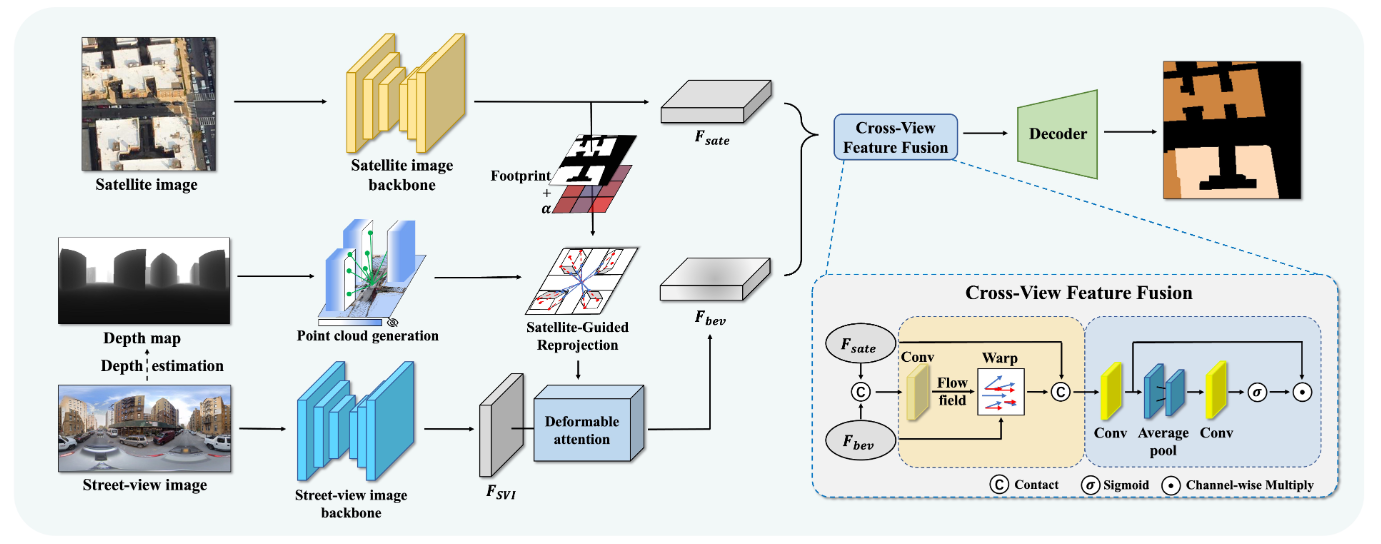 Satellite image
Satellite image
backbone
Footprint
+
α
F_sate
Cross-View
Feature Fusion
Decoder
Depth map
Depth estimation
Point cloud generation
Satellite-Guided
Reprojection
F_bev
Street-view image
Street-view image
backbone
F_SVI
Deformable
attention
Cross-View Feature Fusion
F_sate
F_bev
C
Conv
Flow
field
Warp
C
Conv
Average
pool
Conv
σ
C Contact
σ Sigmoid
Channel-wise Multiply